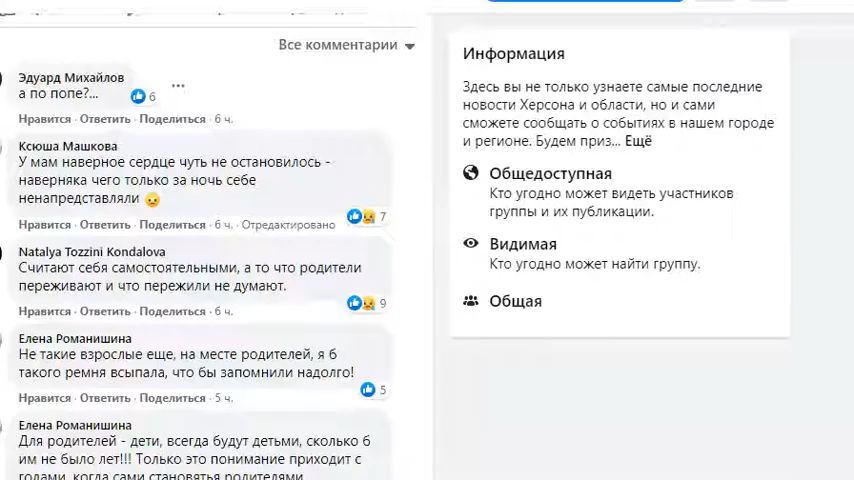 Все комментарии
Эдуард Михайлов
а по попе?...
6
Нравится · Ответить · Поделиться · 6 ч.
Ксюша Машкова
У мам наверное сердце чуть не остановилось -
наверняка чего только за ночь себе
ненапредставляли
7
Нравится · Ответить · Поделиться · 6 ч. · Отредактировано
Natalya Tozzini Kondalova
Считают себя самостоятельными, а то что родители
переживают и что пережили не думают.
9
Нравится · Ответить · Поделиться · 6 ч.
Елена Романишина
Не такие взрослые еще, на месте родителей, я б
такого ремня всыпала, что бы запомнили надолго!
5
Нравится · Ответить · Поделиться · 5 ч.
Елена Романишина
Для родителей - дети, всегда будут детьми, сколько б
им не было лет!!! Только это понимание приходит с
годами, когда сами становятья родителями
Информация
Здесь вы не только узнаете самые последние
новости Херсона и области, но и сами
сможете сообщать о событиях в нашем городе
и регионе. Будем приз... Ещё
Общедоступная
Кто угодно может видеть участников
группы и их публикации.
Видимая
Кто угодно может найти группу.
Общая